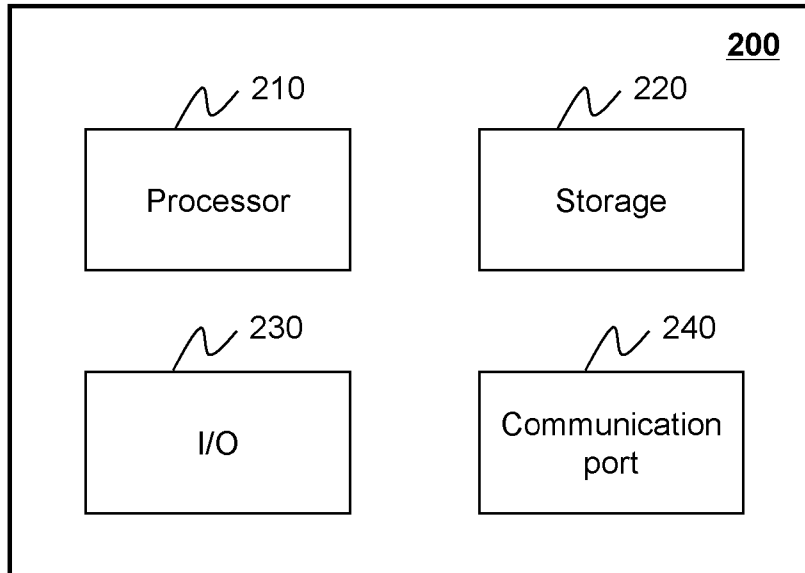 200
210
220
Processor
Storage
230
240
I/O
Communication
port